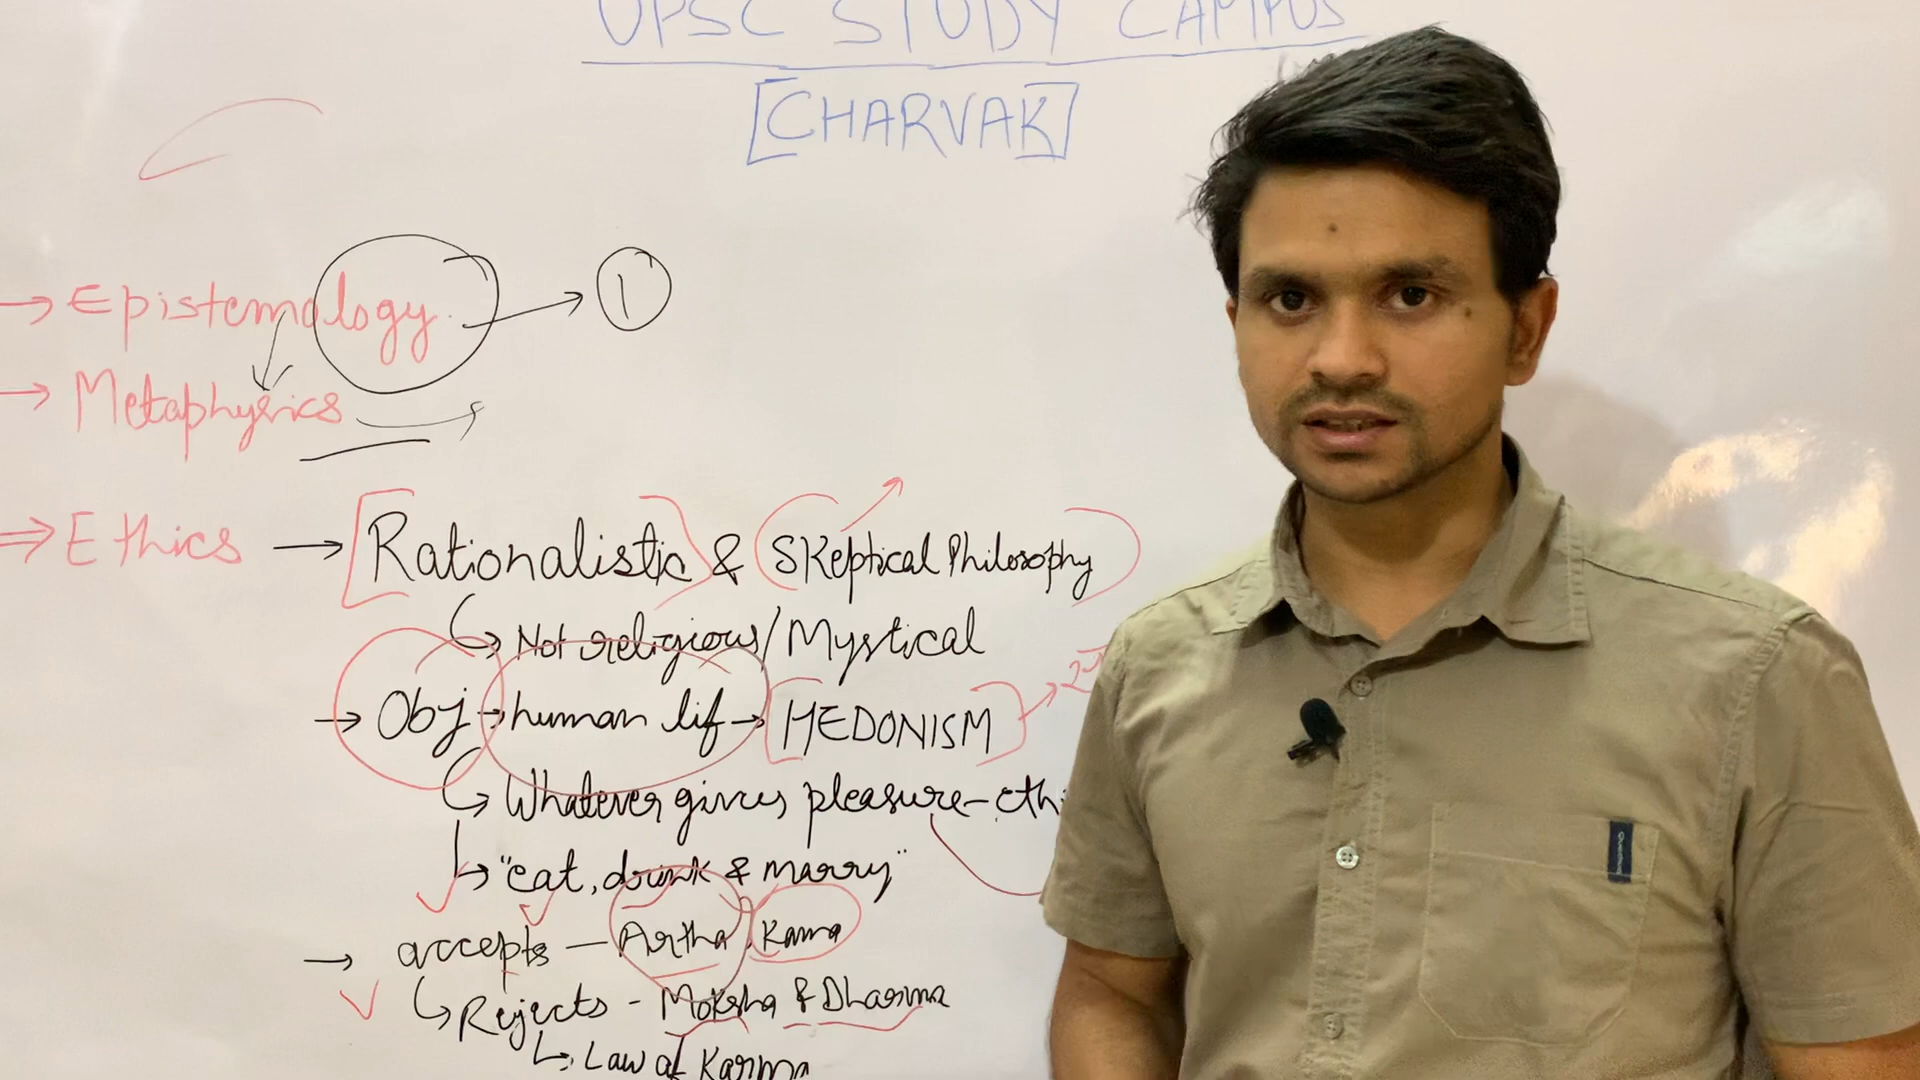 UPSC STUDY CAMPUS
[CHARVAK]
→ Epistemology → 1
→ Metaphysics
⇒ Ethics → [Rationalistic & Skeptical Philosophy
↳ Not religious/Mystical
→ Obj → human lif → [HEDONISM] →
↳ Whatever gives pleasure - ethi
↳ "eat, drink & marry"
→ accepts — Artha, Kama
↳ Rejects - Moksha & Dharma
↳ Law of Karma